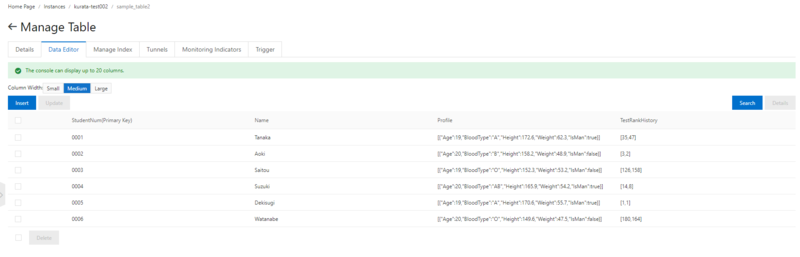 Home Page / Instances / kurata-test002 / sample_table2
Manage Table
Details Data Editor Manage Index Tunnels Monitoring Indicators Trigger
The console can display up to 20 columns.
Column Width: Small Medium Large
Insert Update Search Detail
StudentNum(Primary Key) Name Profile TestRankHistory
0001 Tanaka [{"Age":19,"BloodType":"A","Height":172.6,"Weight":62.3,"IsMan":true}] [35,47]
0002 Aoki [{"Age":20,"BloodType":"B","Height":158.2,"Weight":48.9,"IsMan":false}] [3,2]
0003 Saitou [{"Age":19,"BloodType":"O","Height":152.3,"Weight":53.2,"IsMan":false}] [126,158]
0004 Suzuki [{"Age":20,"BloodType":"AB","Height":165.9,"Weight":54.2,"IsMan":true}] [14,8]
0005 Dekisugi [{"Age":19,"BloodType":"A","Height":170.6,"Weight":55.7,"IsMan":true}] [1,1]
0006 Watanabe [{"Age":20,"BloodType":"O","Height":149.6,"Weight":47.5,"IsMan":false}] [180,164]
Delete